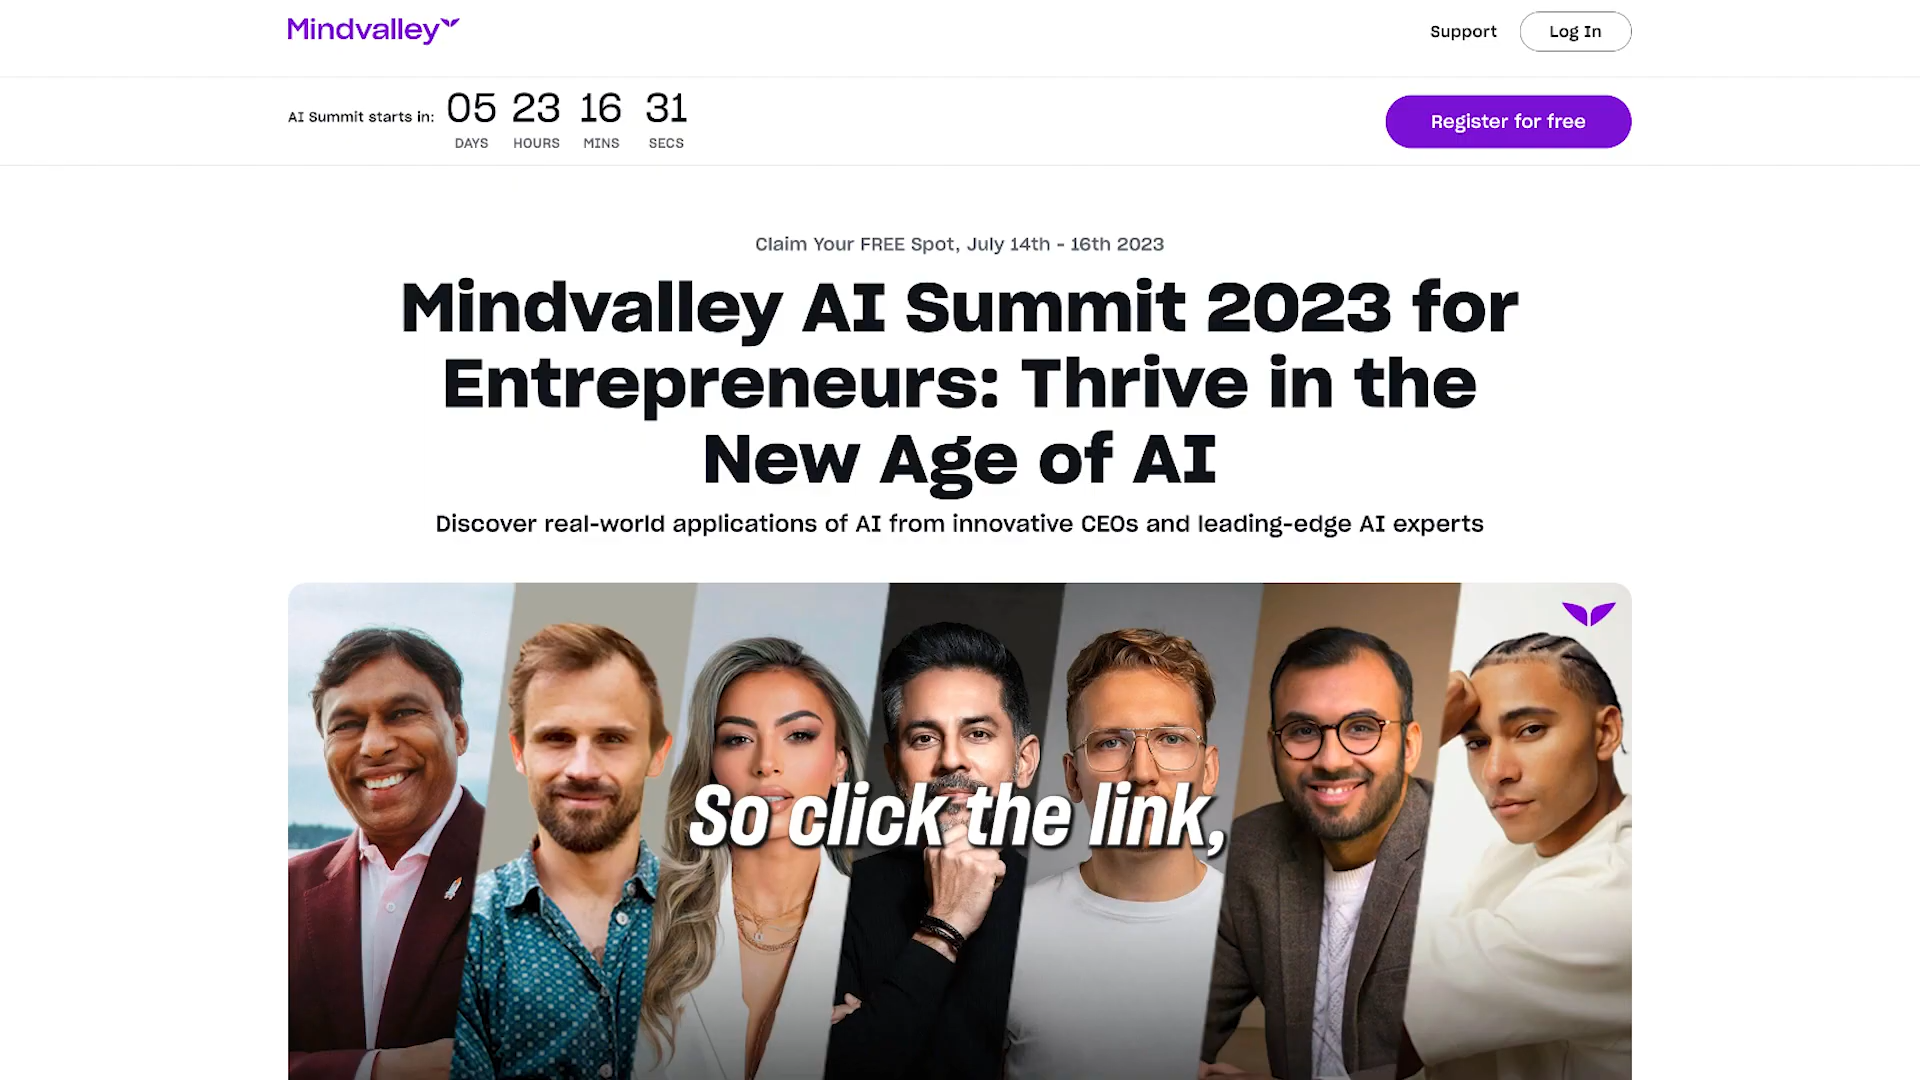 Mindvalley
Support
Log In
AI Summit starts in:
05 23 16 31
DAYS HOURS MINS SECS
Register for free
Claim Your FREE Spot, July 14th - 16th 2023
Mindvalley AI Summit 2023 for
Entrepreneurs: Thrive in the
New Age of AI
Discover real-world applications of AI from innovative CEOs and leading-edge AI experts
So click the link,